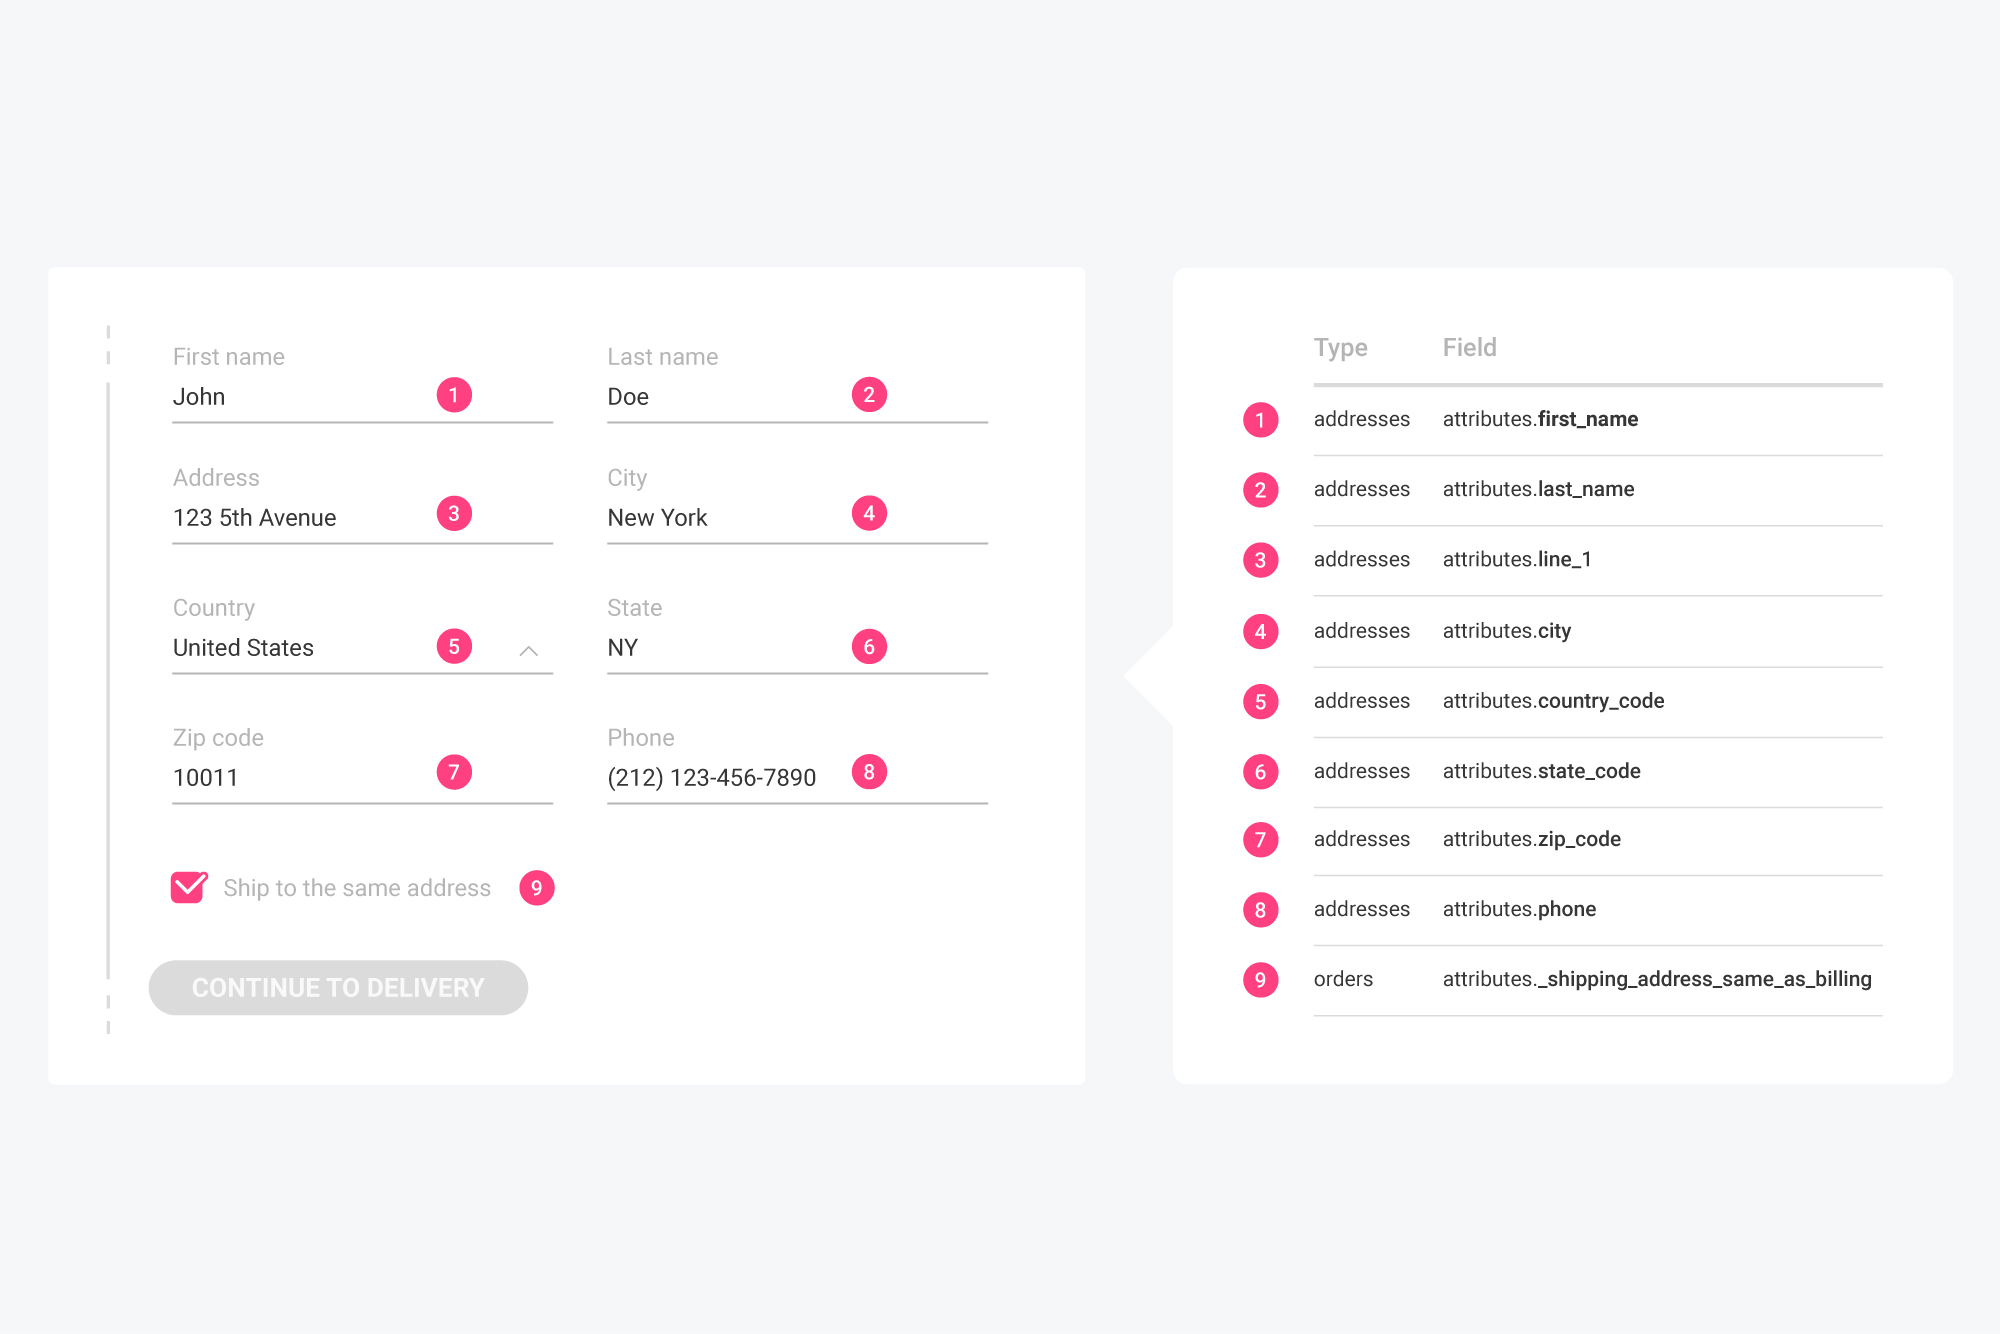 First name
John
1
Last name
Doe
2
Address
123 5th Avenue
3
City
New York
4
Country
United States
5
State
NY
6
Zip code
10011
7
Phone
(212) 123-456-7890
8
Ship to the same address
9
CONTINUE TO DELIVERY
Type Field
1 addresses attributes.first_name
2 addresses attributes.last_name
3 addresses attributes.line_1
4 addresses attributes.city
5 addresses attributes.country_code
6 addresses attributes.state_code
7 addresses attributes.zip_code
8 addresses attributes.phone
9 orders attributes._shipping_address_same_as_billing